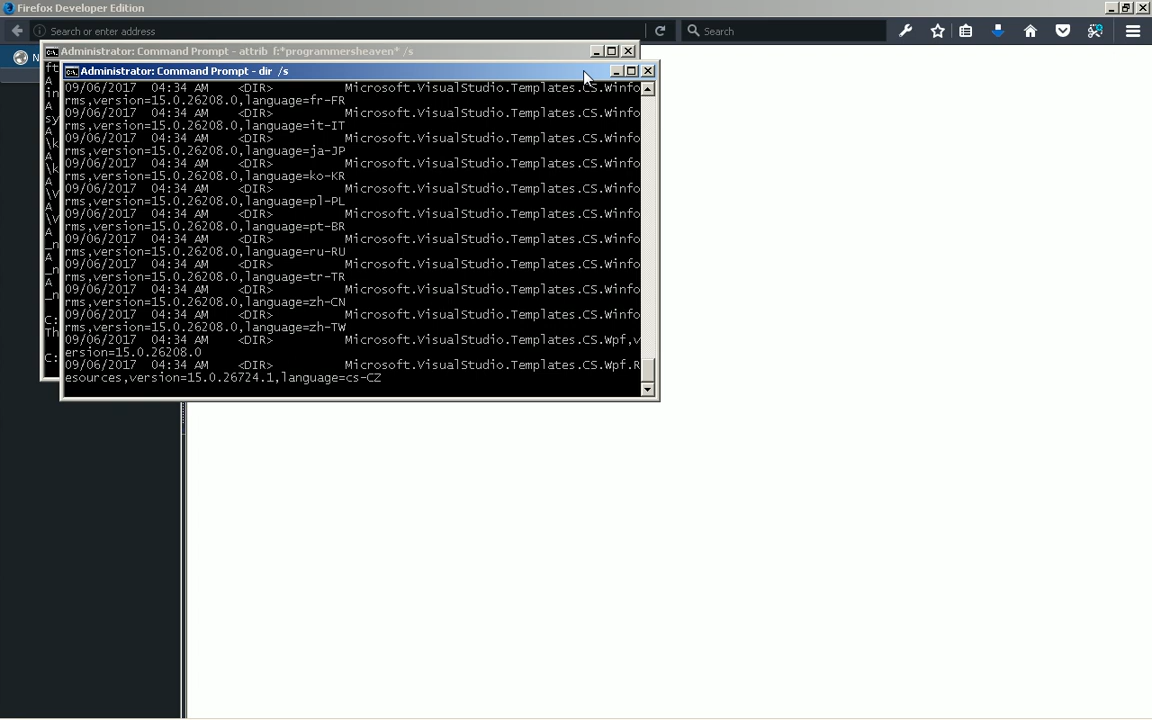 Firefox Developer Edition
Search or enter address
Search
N
Administrator: Command Prompt - attrib f:*programmersheaven* /s
Administrator: Command Prompt - dir /s
ft
A
in
A
sy
A
\k
A
\k
A
\V
A
\V
A
_n
A
_n
A
_n
C:
Th
C:
09/06/2017 04:34 AM <DIR> Microsoft.VisualStudio.Templates.CS.Winfo
rms,version=15.0.26208.0,language=fr-FR
09/06/2017 04:34 AM <DIR> Microsoft.VisualStudio.Templates.CS.Winfo
rms,version=15.0.26208.0,language=it-IT
09/06/2017 04:34 AM <DIR> Microsoft.VisualStudio.Templates.CS.Winfo
rms,version=15.0.26208.0,language=ja-JP
09/06/2017 04:34 AM <DIR> Microsoft.VisualStudio.Templates.CS.Winfo
rms,version=15.0.26208.0,language=ko-KR
09/06/2017 04:34 AM <DIR> Microsoft.VisualStudio.Templates.CS.Winfo
rms,version=15.0.26208.0,language=pl-PL
09/06/2017 04:34 AM <DIR> Microsoft.VisualStudio.Templates.CS.Winfo
rms,version=15.0.26208.0,language=pt-BR
09/06/2017 04:34 AM <DIR> Microsoft.VisualStudio.Templates.CS.Winfo
rms,version=15.0.26208.0,language=ru-RU
09/06/2017 04:34 AM <DIR> Microsoft.VisualStudio.Templates.CS.Winfo
rms,version=15.0.26208.0,language=tr-TR
09/06/2017 04:34 AM <DIR> Microsoft.VisualStudio.Templates.CS.Winfo
rms,version=15.0.26208.0,language=zh-CN
09/06/2017 04:34 AM <DIR> Microsoft.VisualStudio.Templates.CS.Winfo
rms,version=15.0.26208.0,language=zh-TW
09/06/2017 04:34 AM <DIR> Microsoft.VisualStudio.Templates.CS.Wpf,v
ersion=15.0.26208.0
09/06/2017 04:34 AM <DIR> Microsoft.VisualStudio.Templates.CS.Wpf.R
esources,version=15.0.26724.1,language=cs-CZ